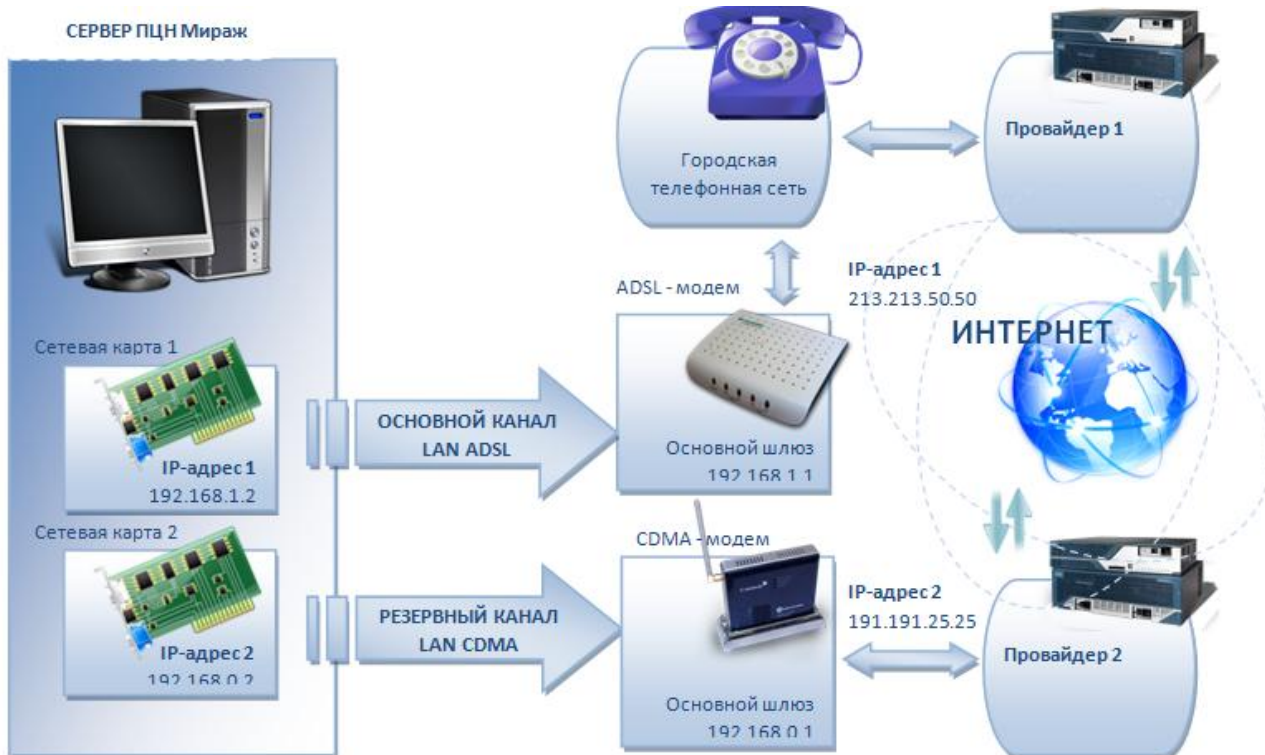 СЕРВЕР ПЦН Мираж
Сетевая карта 1
IP-адрес 1
192.168.1.2
Сетевая карта 2
IP-адрес 2
192.168.0.2
ОСНОВНОЙ КАНАЛ
LAN ADSL
РЕЗЕРВНЫЙ КАНАЛ
LAN CDMA
Городская
телефонная сеть
ADSL - модем
Основной шлюз
192.168.1.1
CDMA - модем
Основной шлюз
192.168.0.1
Провайдер 1
IP-адрес 1
213.213.50.50
ИНТЕРНЕТ
IP-адрес 2
191.191.25.25
Провайдер 2